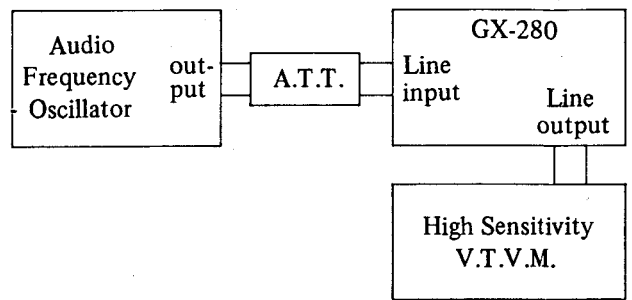 Audio
Frequency
Oscillator
out-
put
A.T.T.
GX-280
Line
input
Line
output
High Sensitivity
V.T.V.M.